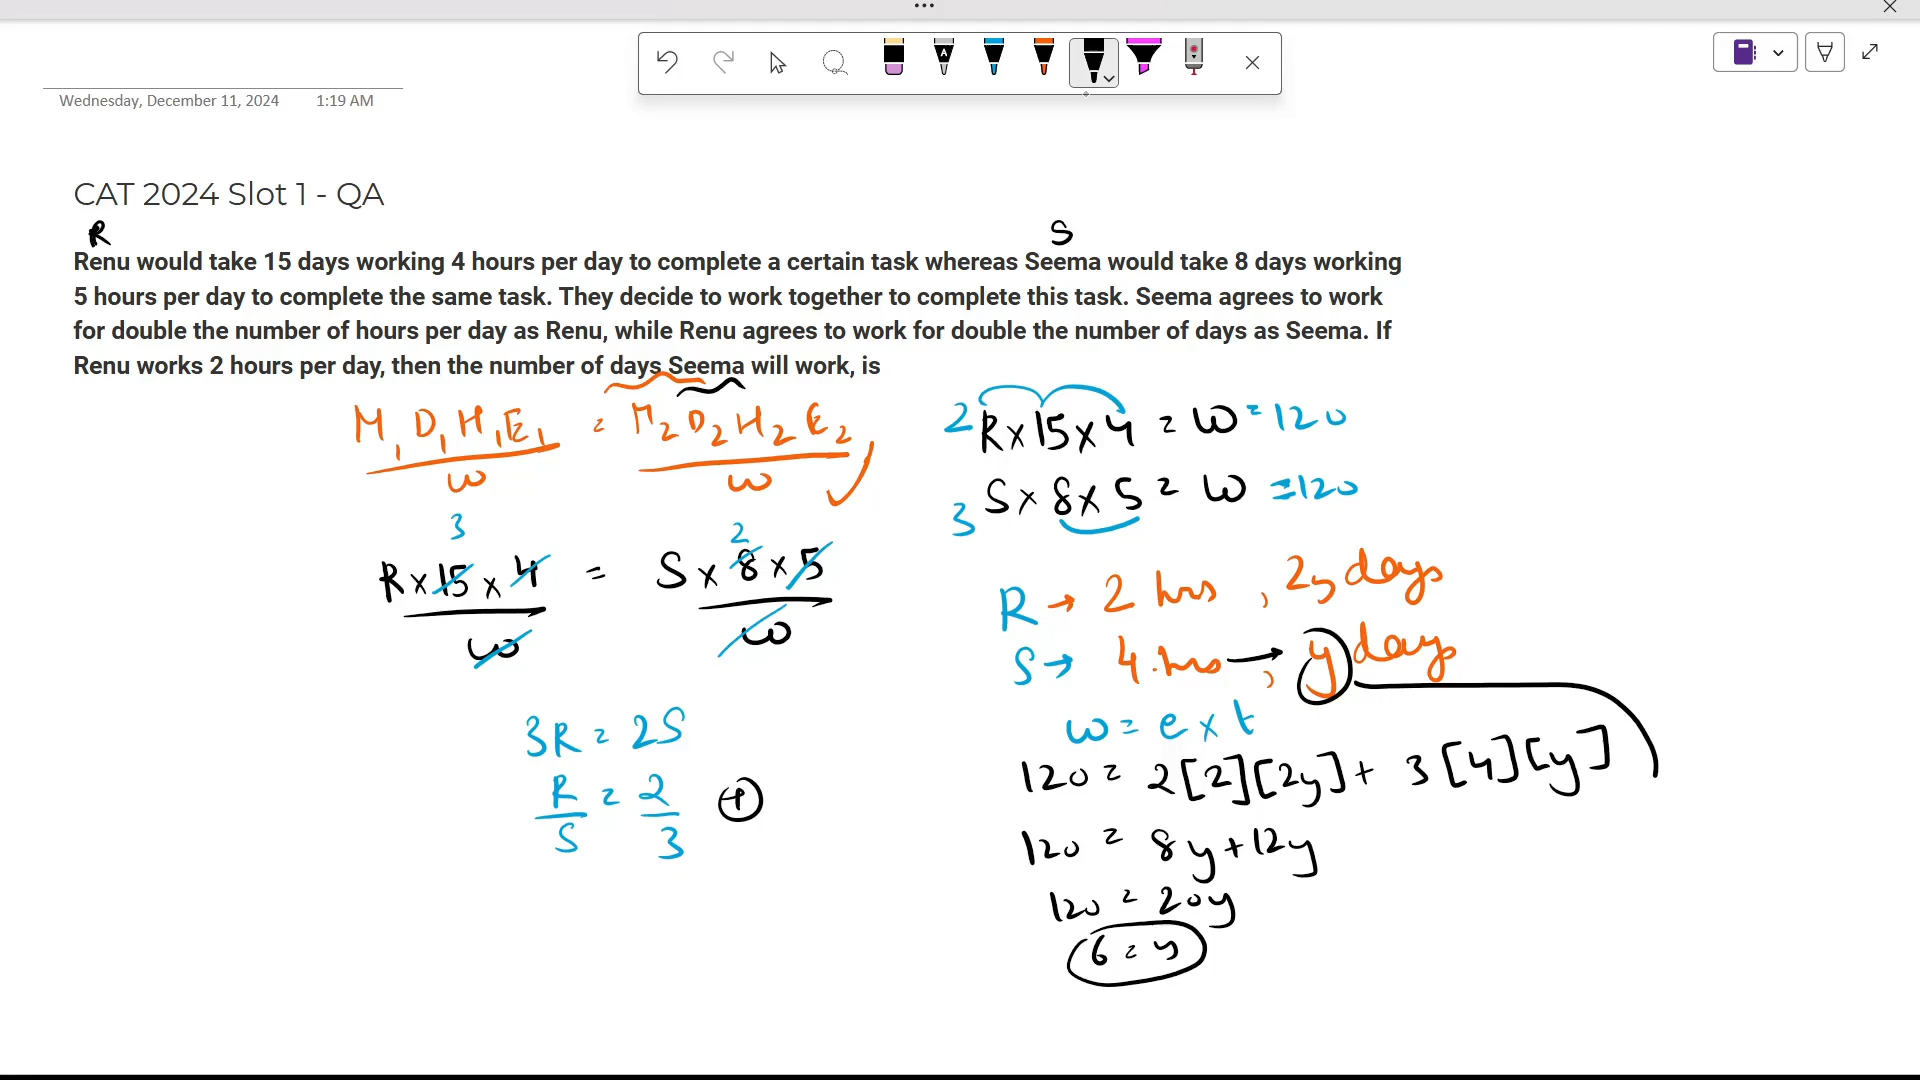 Wednesday, December 11, 2024 1:19 AM
CAT 2024 Slot 1 - QA
R S
Renu would take 15 days working 4 hours per day to complete a certain task whereas Seema would take 8 days working
5 hours per day to complete the same task. They decide to work together to complete this task. Seema agrees to work
for double the number of hours per day as Renu, while Renu agrees to work for double the number of days as Seema. If
Renu works 2 hours per day, then the number of days Seema will work, is
M₁D₁H₁E₁ = M₂D₂H₂E₂
w w
3 2
R×15×4 = S×8×5
w w
3R = 2S
R = 2
S 3
+
2 R×15×4 = W = 120
3 S×8×5 = W = 120
R → 2 hrs, 2y days
S → 4 hrs → , y days
w = e × t
120 = 2[2][2y] + 3[4][y]
120 = 8y + 12y
120 = 20y
6 = y